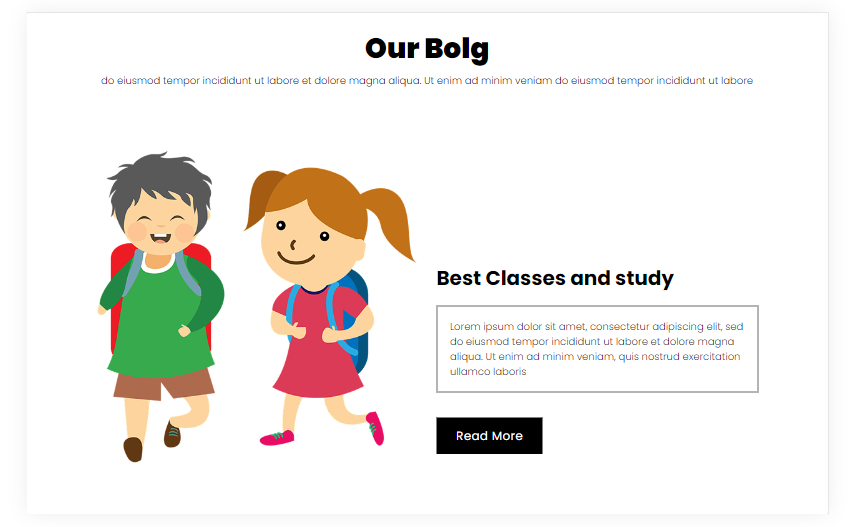 Our Bolg
do eiusmod tempor incididunt ut labore et dolore magna aliqua. Ut enim ad minim veniam do eiusmod tempor incididunt ut labore
Best Classes and study
Lorem ipsum dolor sit amet, consectetur adipiscing elit, sed
do eiusmod tempor incididunt ut labore et dolore magna
aliqua. Ut enim ad minim veniam, quis nostrud exercitation
ullamco laboris
Read More